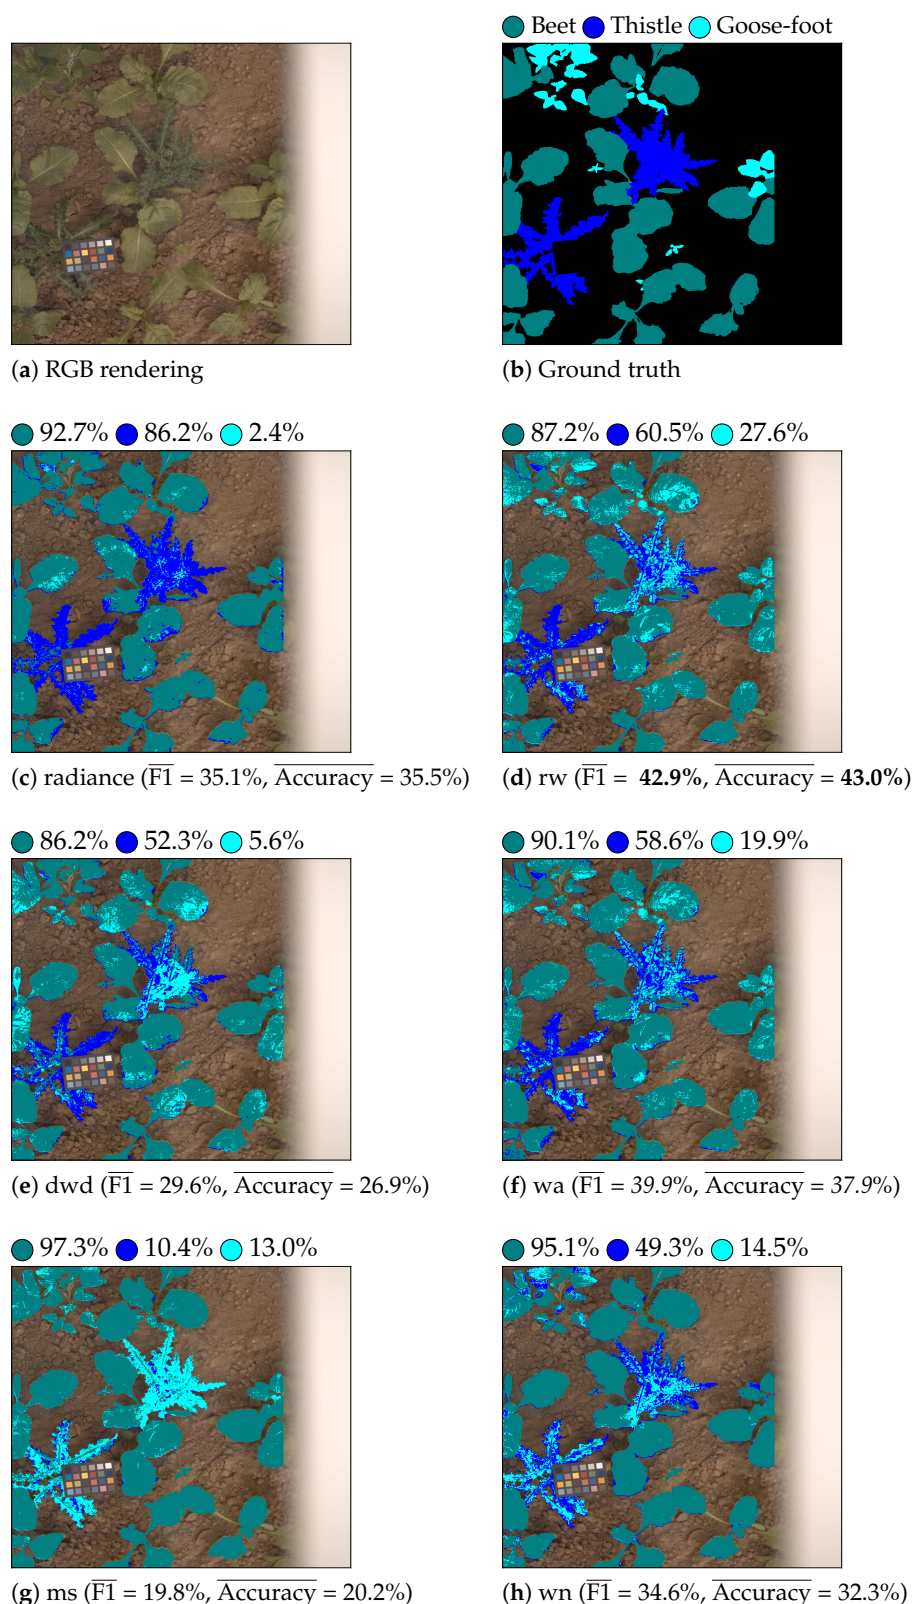 Beet Thistle Goose-foot
(a) RGB rendering
(b) Ground truth
92.7% 86.2% 2.4%
87.2% 60.5% 27.6%
(c) radiance (F1 = 35.1%, Accuracy = 35.5%)
(d) rw (F1 = 42.9%, Accuracy = 43.0%)
86.2% 52.3% 5.6%
90.1% 58.6% 19.9%
(e) dwd (F1 = 29.6%, Accuracy = 26.9%)
(f) wa (F1 = 39.9%, Accuracy = 37.9%)
97.3% 10.4% 13.0%
95.1% 49.3% 14.5%
(g) ms (F1 = 19.8%, Accuracy = 20.2%)
(h) wn (F1 = 34.6%, Accuracy = 32.3%)